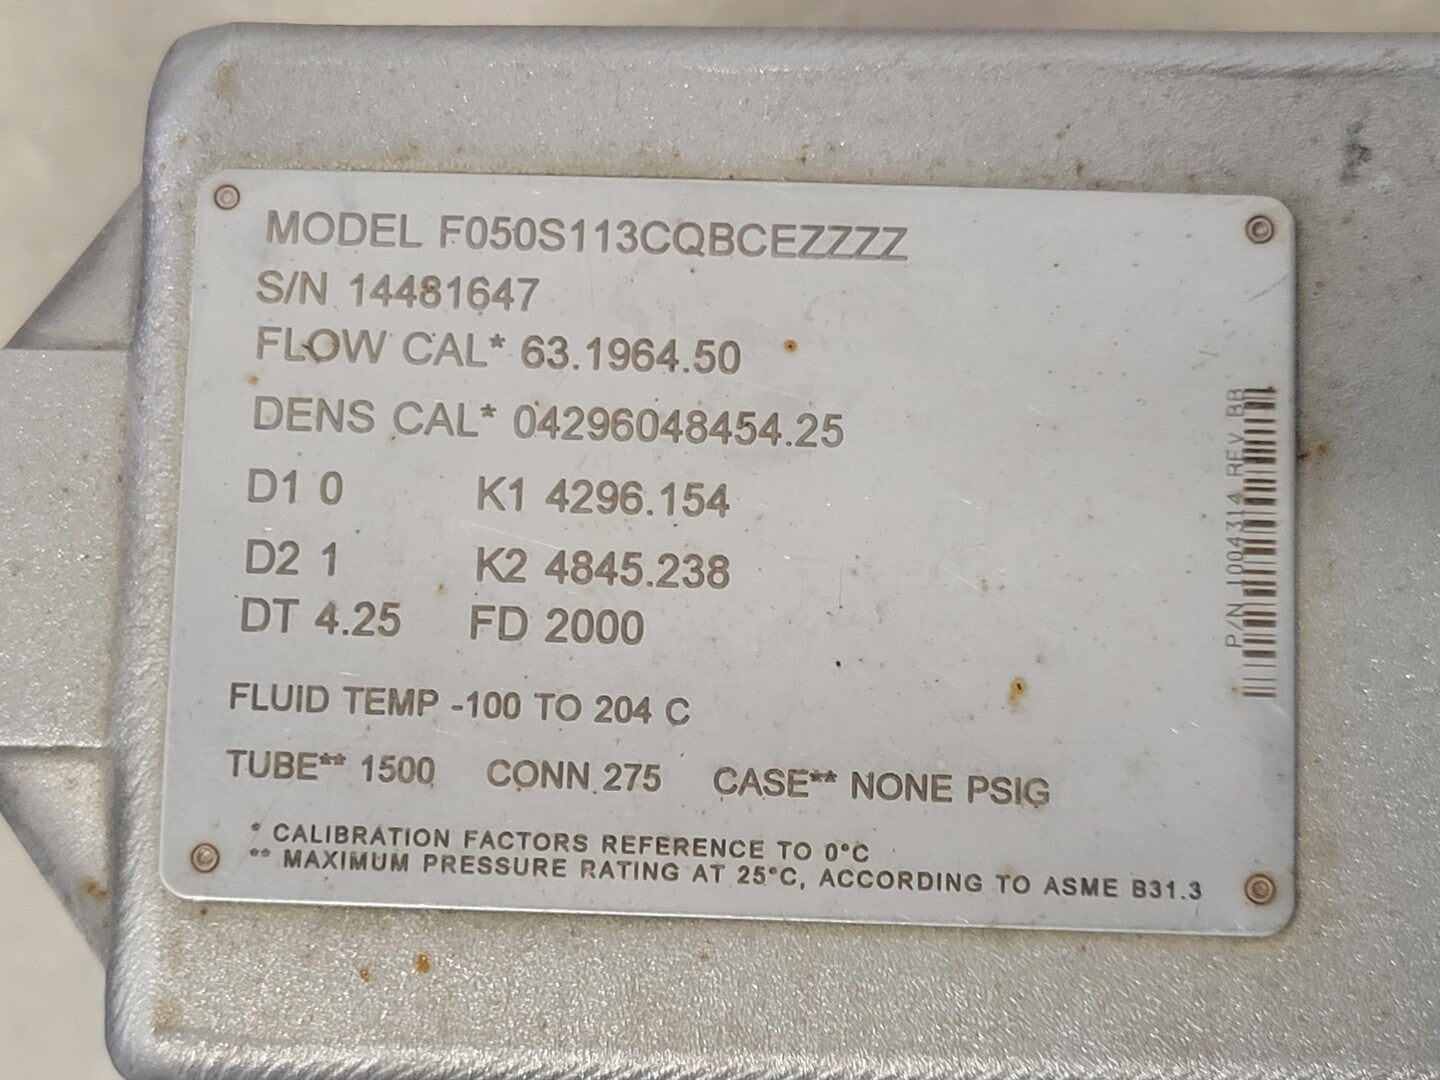 MODEL F050S113CQBCEZZZZ
S/N 14481647
FLOW CAL* 63.1964.50
DENS CAL* 04296048454.25
D1 0 K1 4296.154
D2 1 K2 4845.238
DT 4.25 FD 2000
FLUID TEMP -100 TO 204 C
TUBE** 1500 CONN 275 CASE** NONE PSIG
* CALIBRATION FACTORS REFERENCE TO 0°C
** MAXIMUM PRESSURE RATING AT 25°C, ACCORDING TO ASME B31.3
P/N 1004314 REV BB